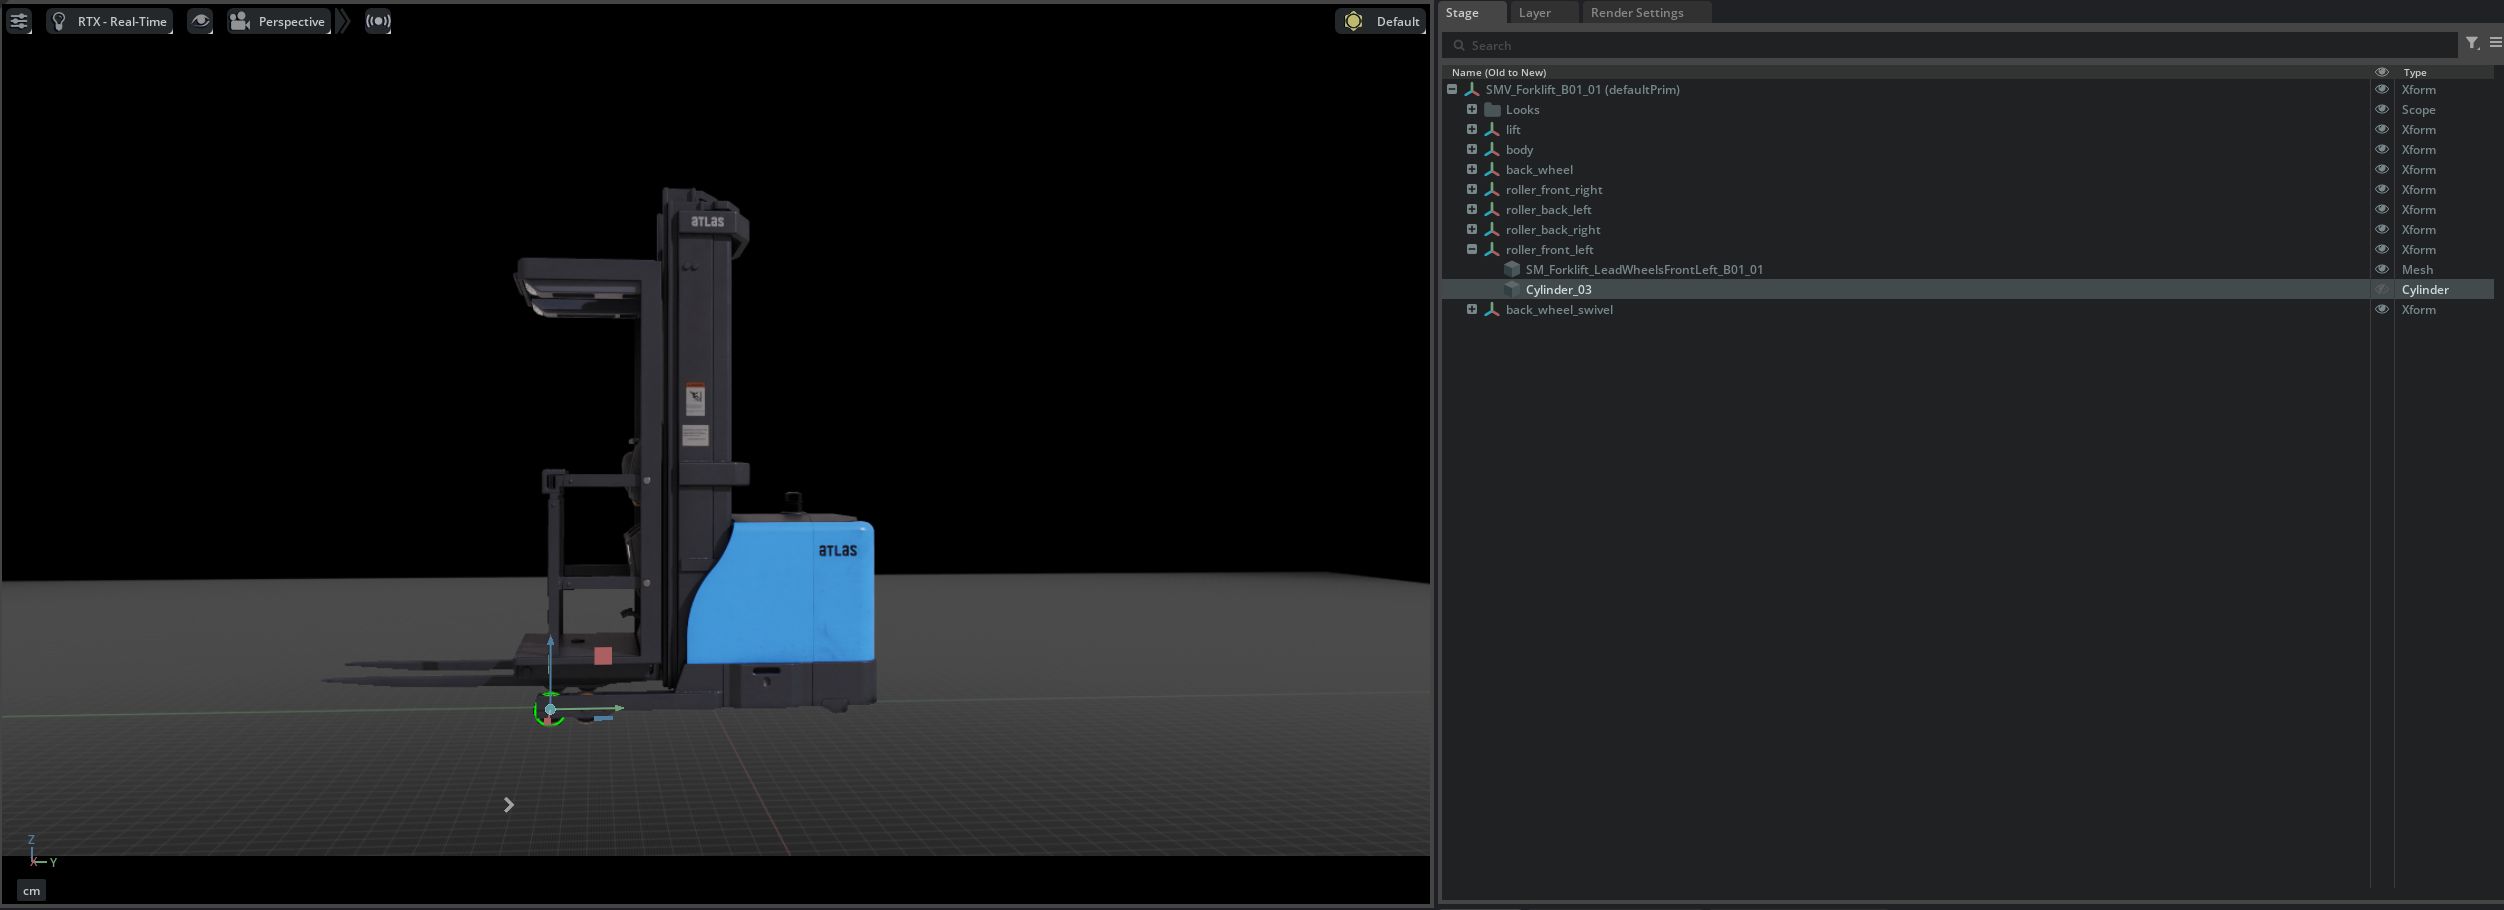 RTX - Real-Time
Perspective
Default
ATLAS
ATLAS
Z
X
Y
cm
Stage
Layer
Render Settings
Search
Name (Old to New)
Type
SMV_Forklift_B01_01 (defaultPrim)
Xform
Looks
Scope
lift
Xform
body
Xform
back_wheel
Xform
roller_front_right
Xform
roller_back_left
Xform
roller_back_right
Xform
roller_front_left
Xform
SM_Forklift_LeadWheelsFrontLeft_B01_01
Mesh
Cylinder_03
Cylinder
back_wheel_swivel
Xform